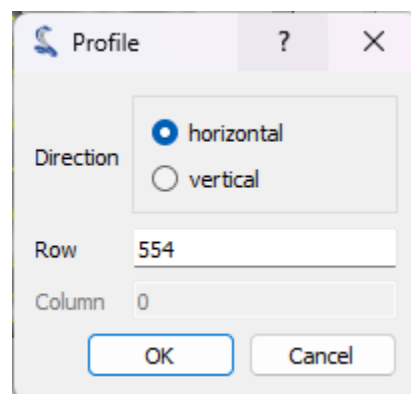 Profile ?
horizontal
Direction
vertical
Row 554
Column 0
OK Cancel